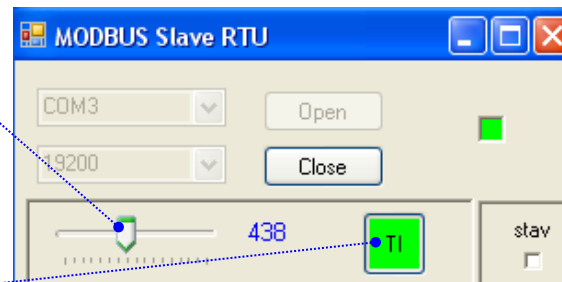 MODBUS Slave RTU
COM3
Open
19200
Close
438
TI
stav